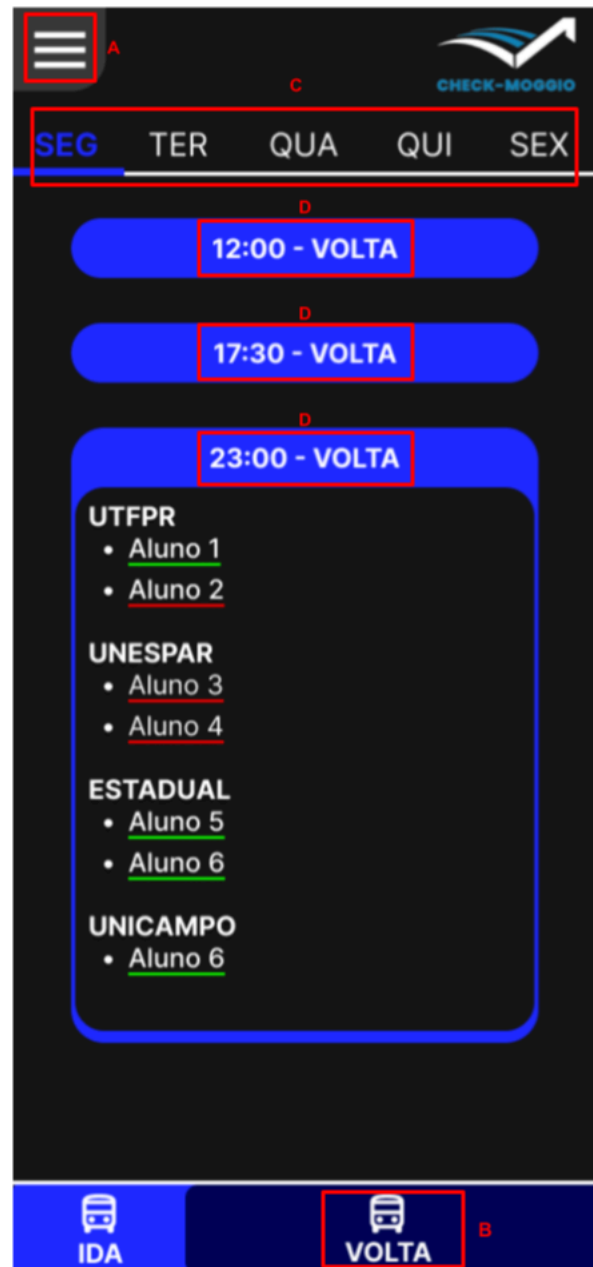 A
CHECK-MOGGIO
C
SEG TER QUA QUI SEX
D
12:00 - VOLTA
D
17:30 - VOLTA
D
23:00 - VOLTA
UTFPR
• Aluno 1
• Aluno 2
UNESPAR
• Aluno 3
• Aluno 4
ESTADUAL
• Aluno 5
• Aluno 6
UNICAMPO
• Aluno 6
IDA VOLTA B